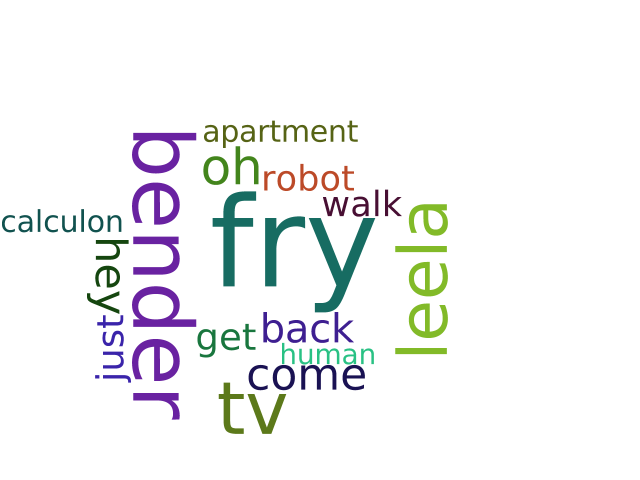 apartment
bender
oh
robot
walk
fry
calculon
leela
hey
just
get
back
human
come
tv